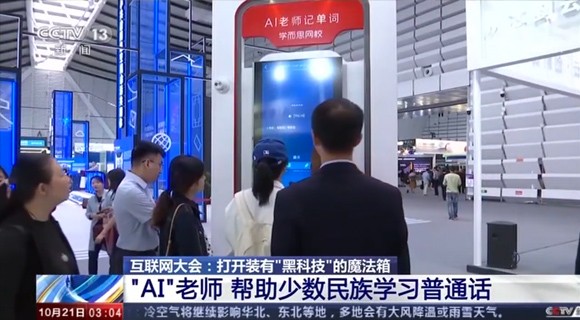 CCTV 13
新闻
AI老师记单词
学而思网校
互联网大会：打开装有"黑科技"的魔法箱
"AI"老师 帮助少数民族学习普通话
10月21日 03:04
冷空气将继续影响华北、东北等地，多地会有大风降温或雨雪天气。
CCTV.com